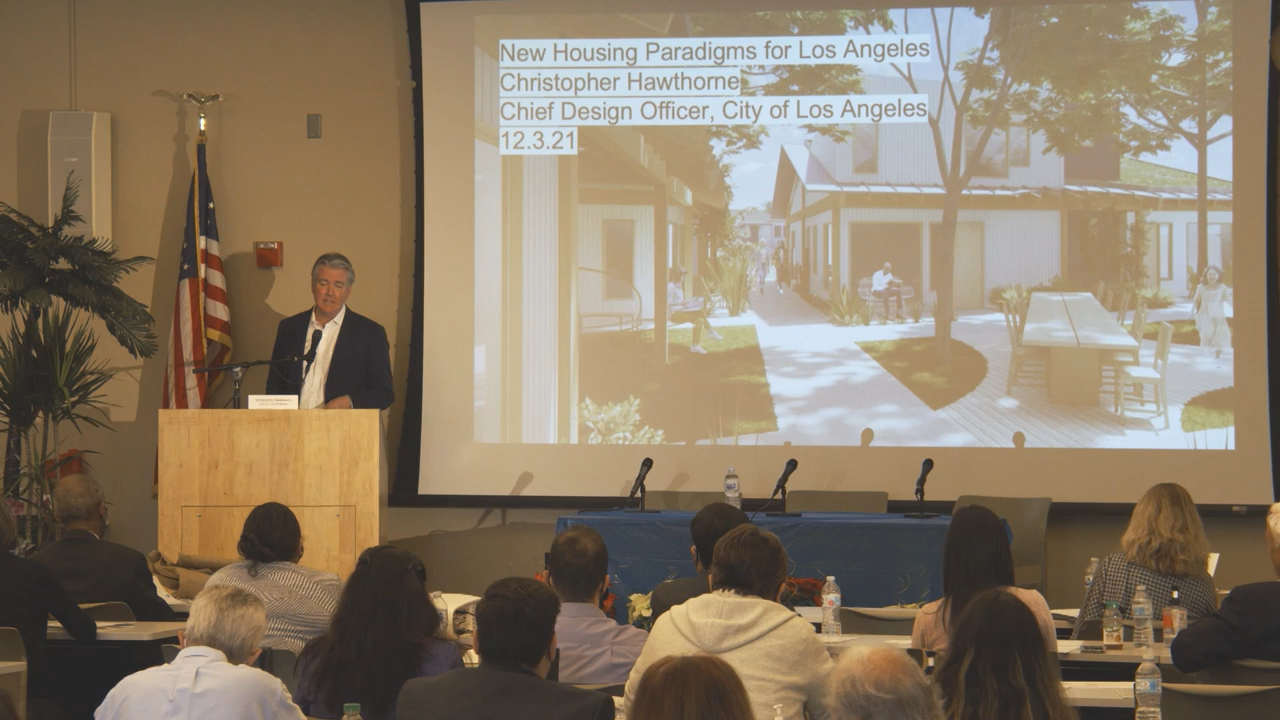 New Housing Paradigms for Los Angeles
Christopher Hawthorne
Chief Design Officer, City of Los Angeles
12.3.21